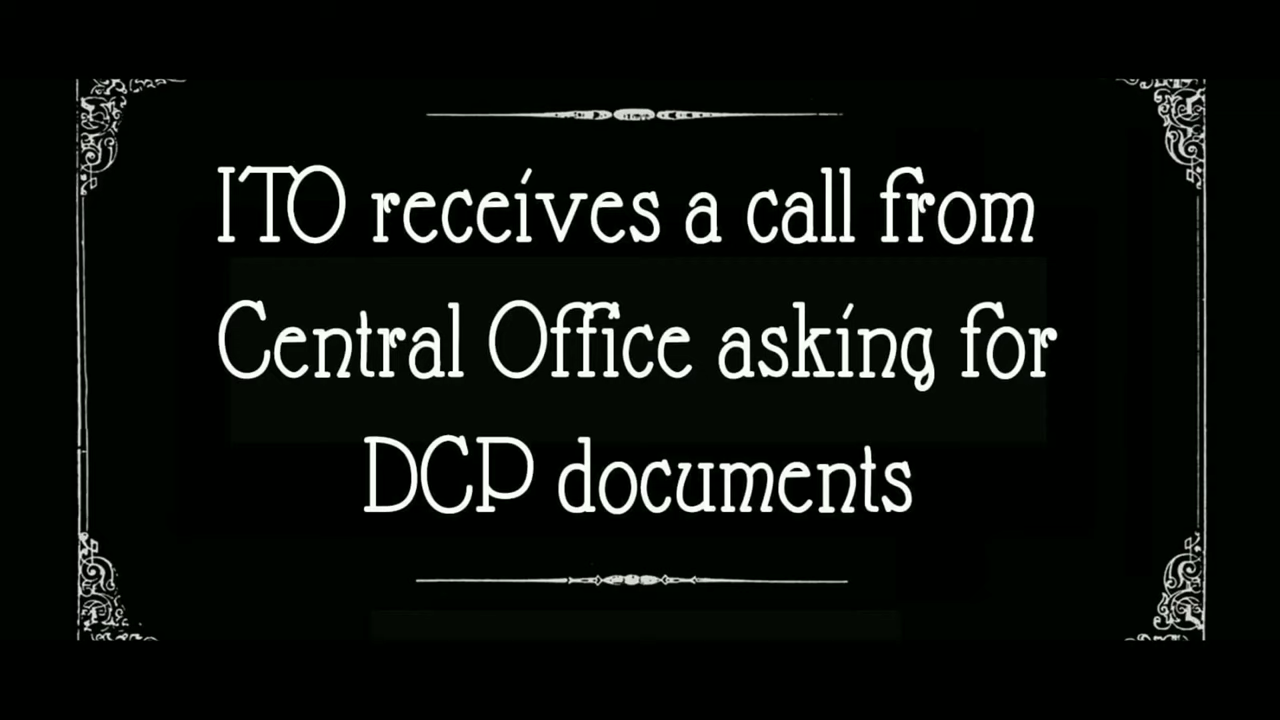 ITO receives a call from
Central Office asking for
DCP documents